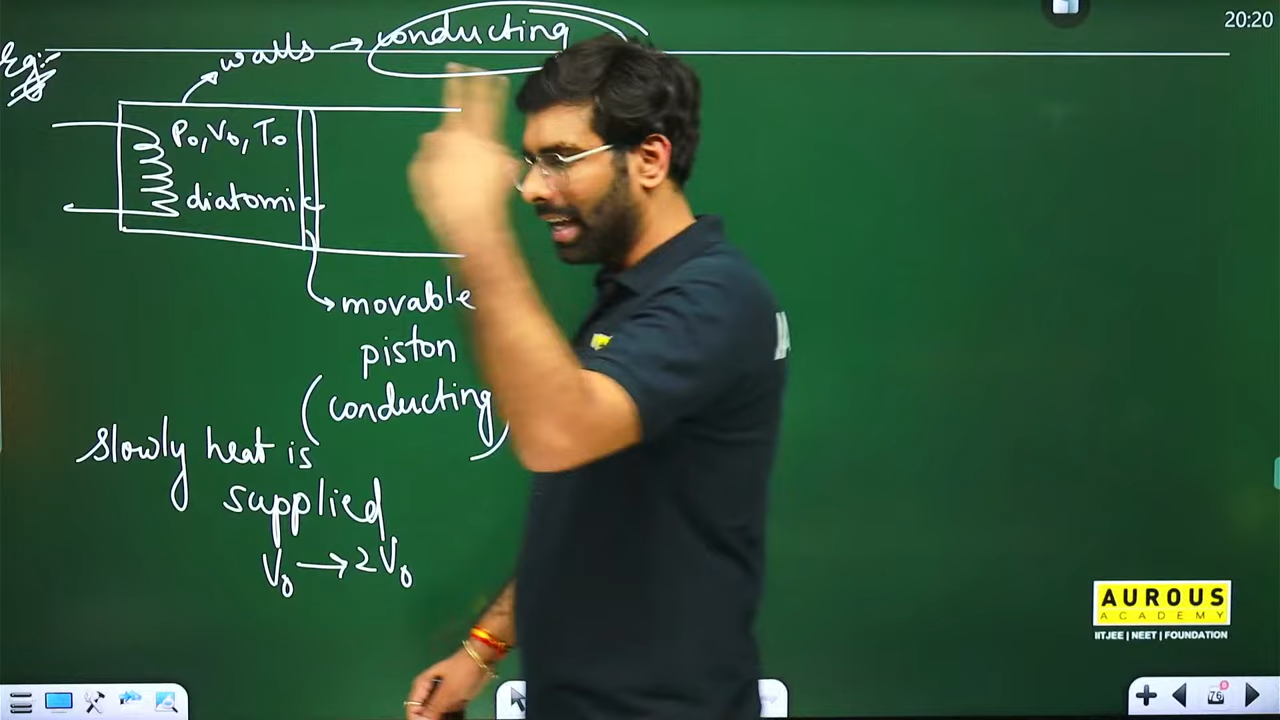 20:20
Eg:-
walls → conducting
P₀, V₀, T₀
diatomic
movable
piston
(conducting)
slowly heat is
supplied
V₀ → 2V₀
AUROUS
ACADEMY
IITJEE | NEET | FOUNDATION
76